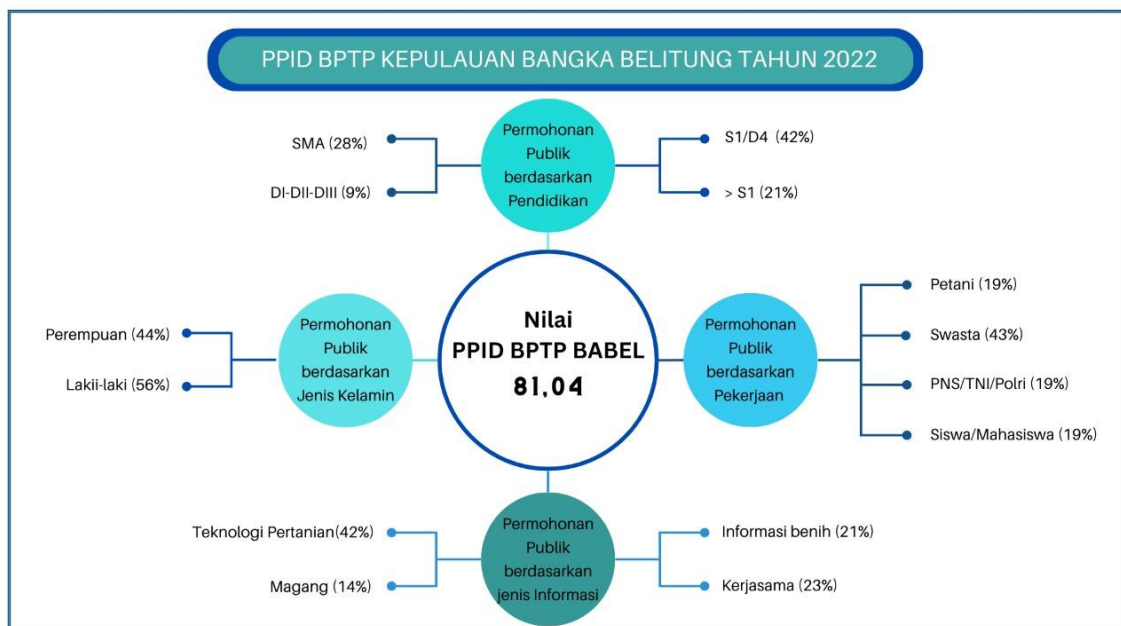 PPID BPTP KEPULAUAN BANGKA BELITUNG TAHUN 2022
Permohonan
Publik
berdasarkan
Pendidikan
SMA (28%)
DI-DII-DIII (9%)
S1/D4 (42%)
> S1 (21%)
Nilai
PPID BPTP BABEL
81,04
Permohonan
Publik
berdasarkan
Jenis Kelamin
Perempuan (44%)
Lakii-laki (56%)
Permohonan
Publik
berdasarkan
Pekerjaan
Petani (19%)
Swasta (43%)
PNS/TNI/Polri (19%)
Siswa/Mahasiswa (19%)
Permohonan
Publik
berdasarkan
jenis Informasi
Teknologi Pertanian(42%)
Magang (14%)
Informasi benih (21%)
Kerjasama (23%)